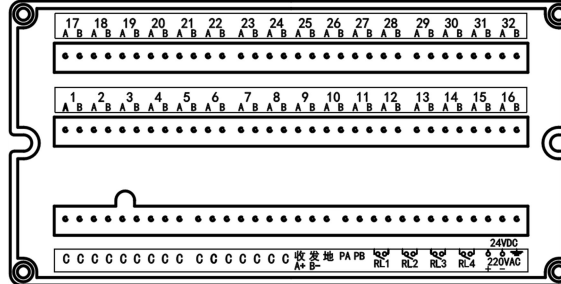 17 18 19 20 21 22 23 24 25 26 27 28 29 30 31 32
A B A B A B A B A B A B A B A B A B A B A B A B A B A B A B A B
1 2 3 4 5 6 7 8 9 10 11 12 13 14 15 16
A B A B A B A B A B A B A B A B A B A B A B A B A B A B A B A B
24VDC
C C C C C C C C C C C C C C C 收 发 地 PA PB
A+ B- RL1 RL2 RL3 RL4 220VAC
+ -